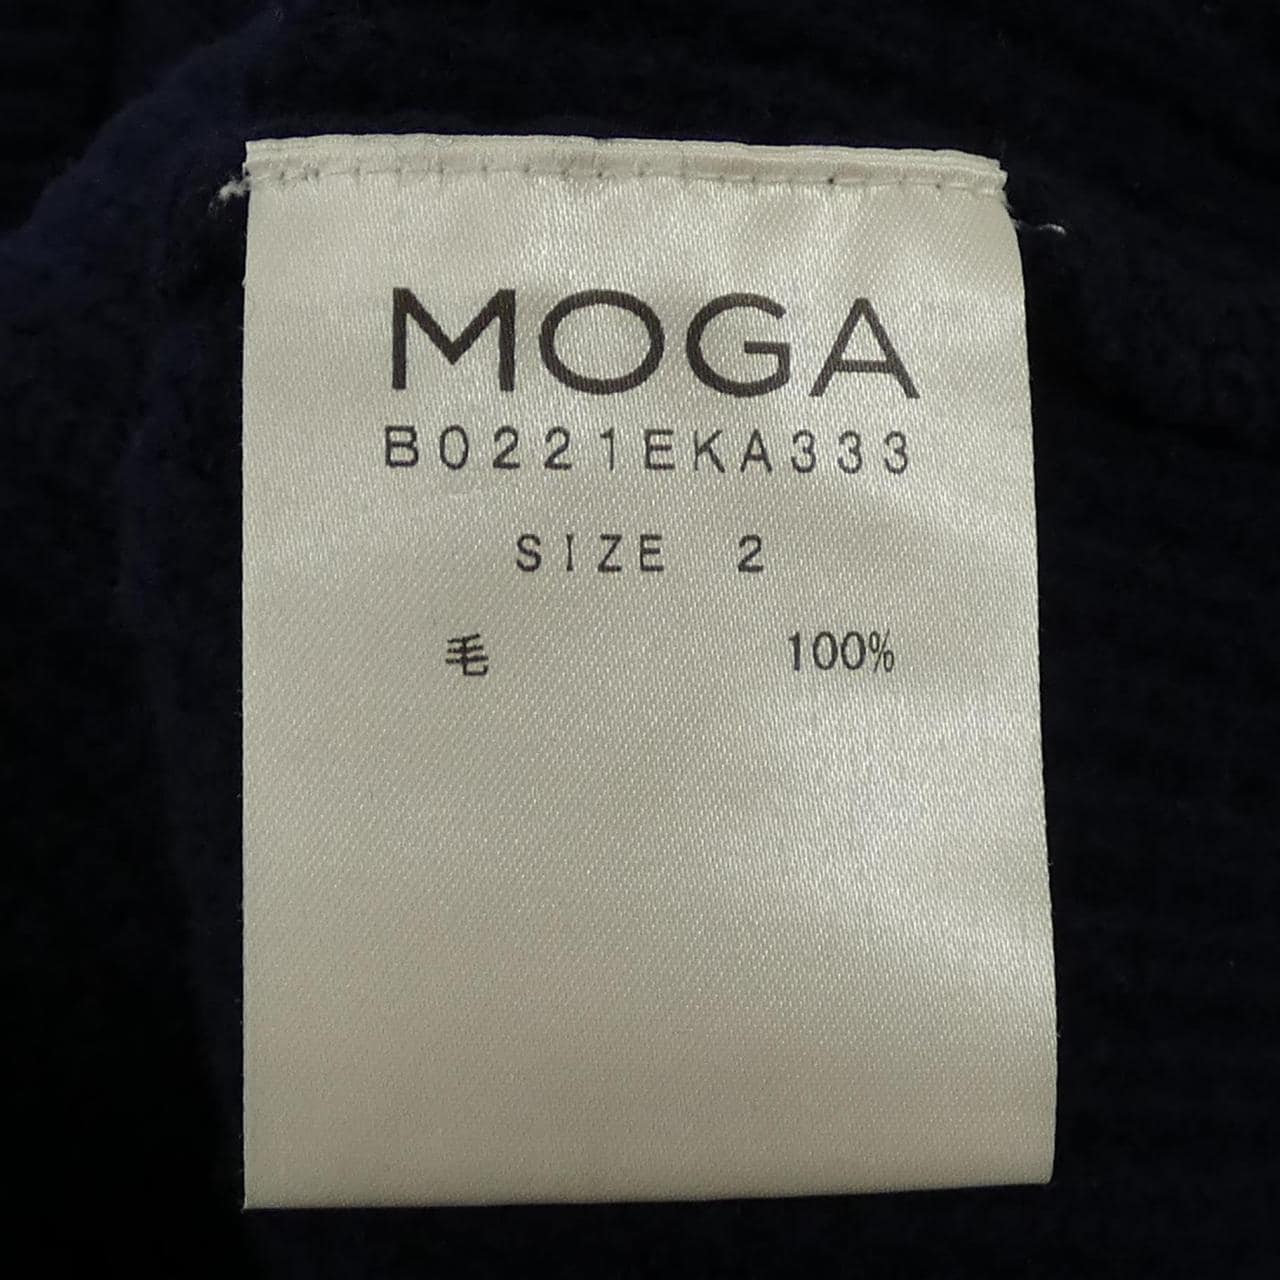 MOGA
B0221EKA333
SIZE 2
毛 100%